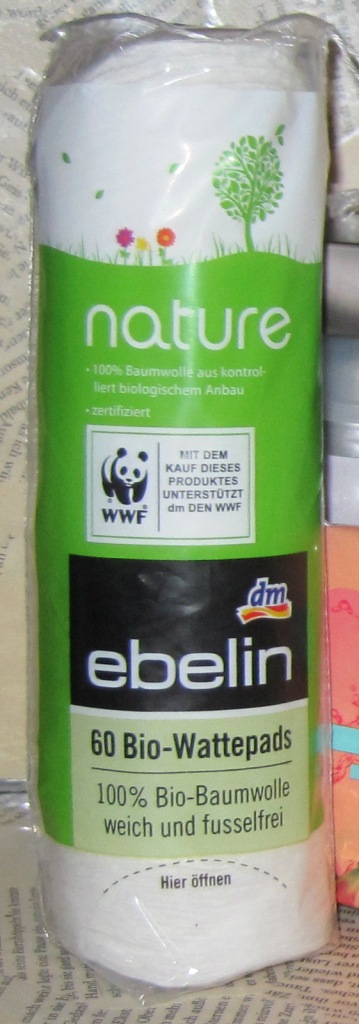 nature
• 100% Baumwolle aus kontrol-
liert biologischem Anbau
• zertifiziert
WWF
MIT DEM
KAUF DIESES
PRODUKTES
UNTERSTÜTZT
dm DEN WWF
dm
ebelin
60 Bio-Wattepads
100% Bio-Baumwolle
weich und fusselfrei
Hier öffnen